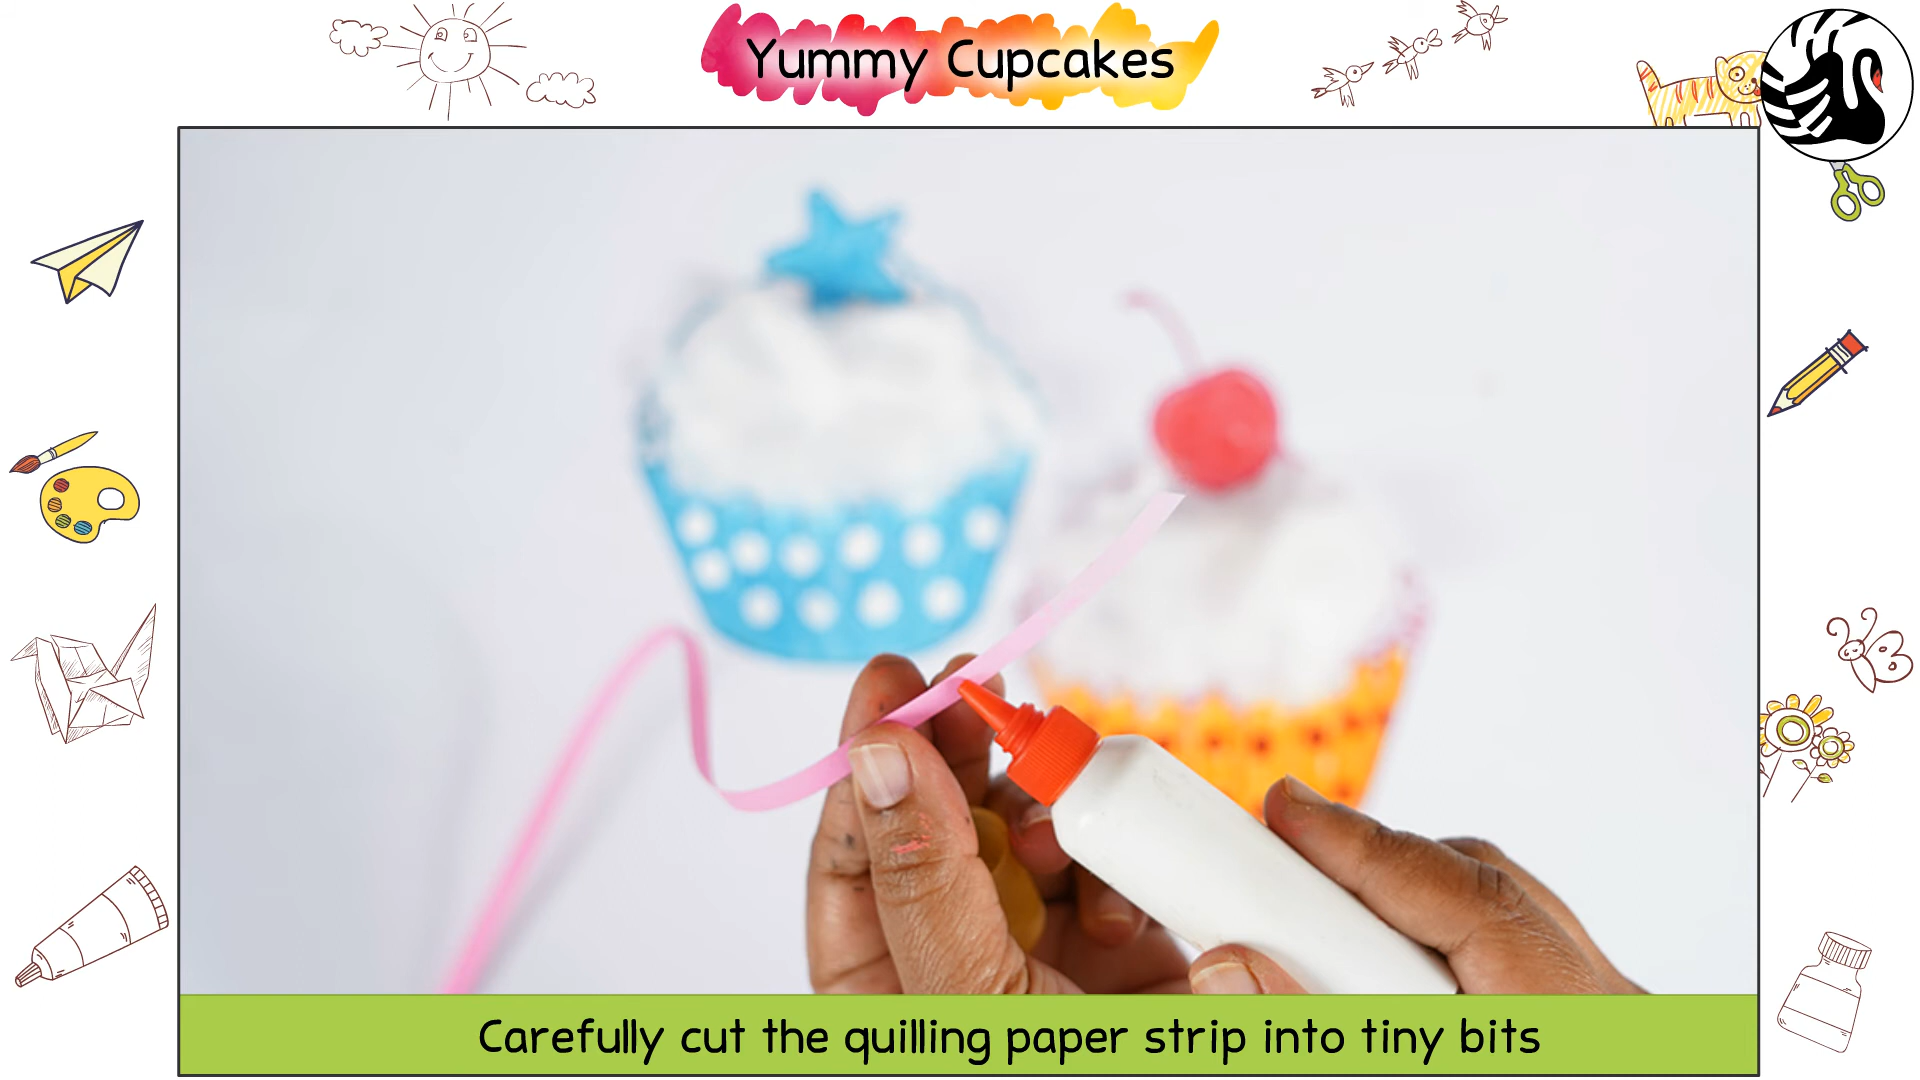 Yummy Cupcakes
Carefully cut the quilling paper strip into tiny bits